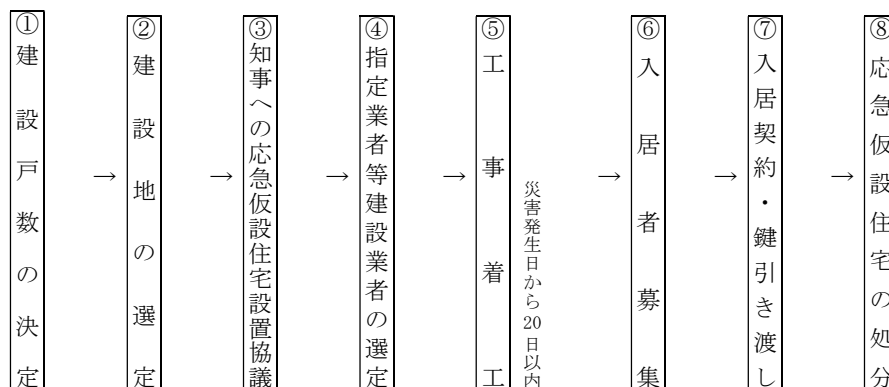 ①建設戸数の決定
→
②建設地の選定
→
③知事への応急仮設住宅設置協議
→
④指定業者等建設業者の選定
→
⑤工事着工
災害発生日から20日以内
→
⑥入居者募集
→
⑦入居契約・鍵引き渡し
→
⑧応急仮設住宅の処分